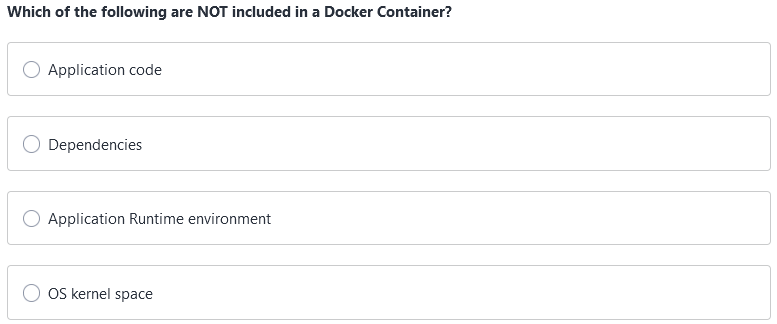 Which of the following are NOT included in a Docker Container?
Application code
Dependencies
Application Runtime environment
OS kernel space